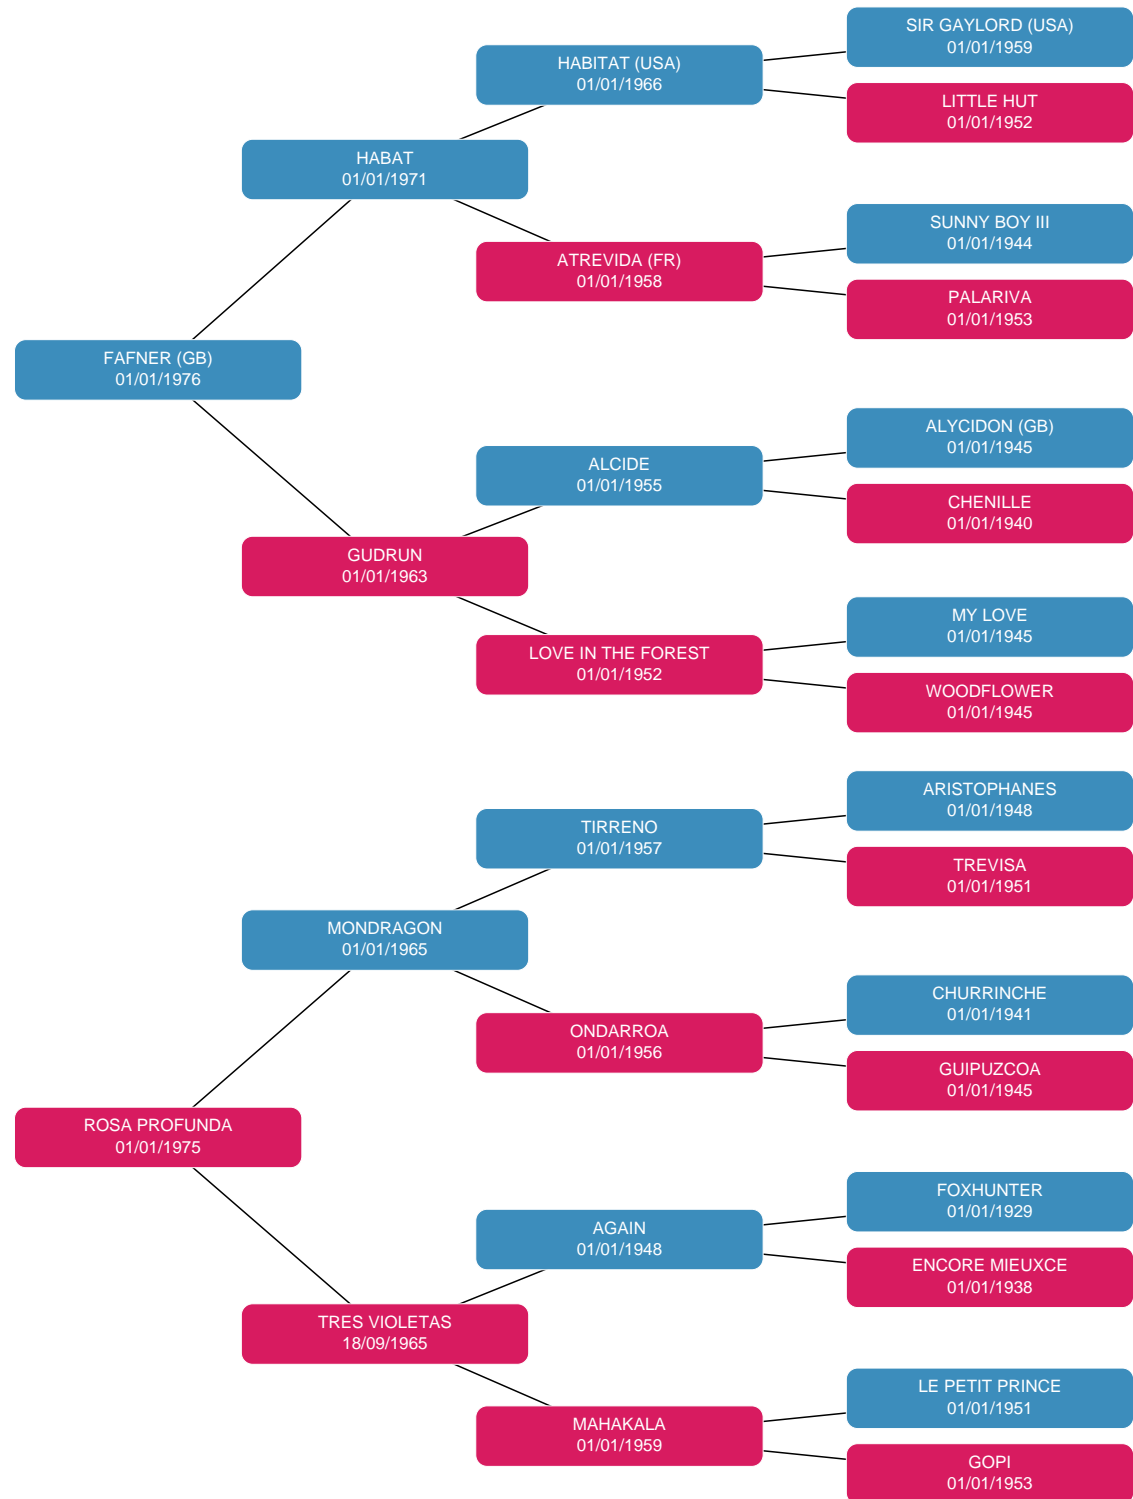 SIR GAYLORD (USA)
01/01/1959
HABITAT (USA)
01/01/1966
LITTLE HUT
01/01/1952
HABAT
01/01/1971
SUNNY BOY III
01/01/1944
ATREVIDA (FR)
01/01/1958
PALARIVA
01/01/1953
FAFNER (GB)
01/01/1976
ALYCIDON (GB)
01/01/1945
ALCIDE
01/01/1955
CHENILLE
01/01/1940
GUDRUN
01/01/1963
MY LOVE
01/01/1945
LOVE IN THE FOREST
01/01/1952
WOODFLOWER
01/01/1945
ARISTOPHANES
01/01/1948
TIRRENO
01/01/1957
TREVISA
01/01/1951
MONDRAGON
01/01/1965
CHURRINCHE
01/01/1941
ONDARROA
01/01/1956
GUIPUZCOA
01/01/1945
ROSA PROFUNDA
01/01/1975
FOXHUNTER
01/01/1929
AGAIN
01/01/1948
ENCORE MIEUXCE
01/01/1938
TRES VIOLETAS
18/09/1965
LE PETIT PRINCE
01/01/1951
MAHAKALA
01/01/1959
GOPI
01/01/1953